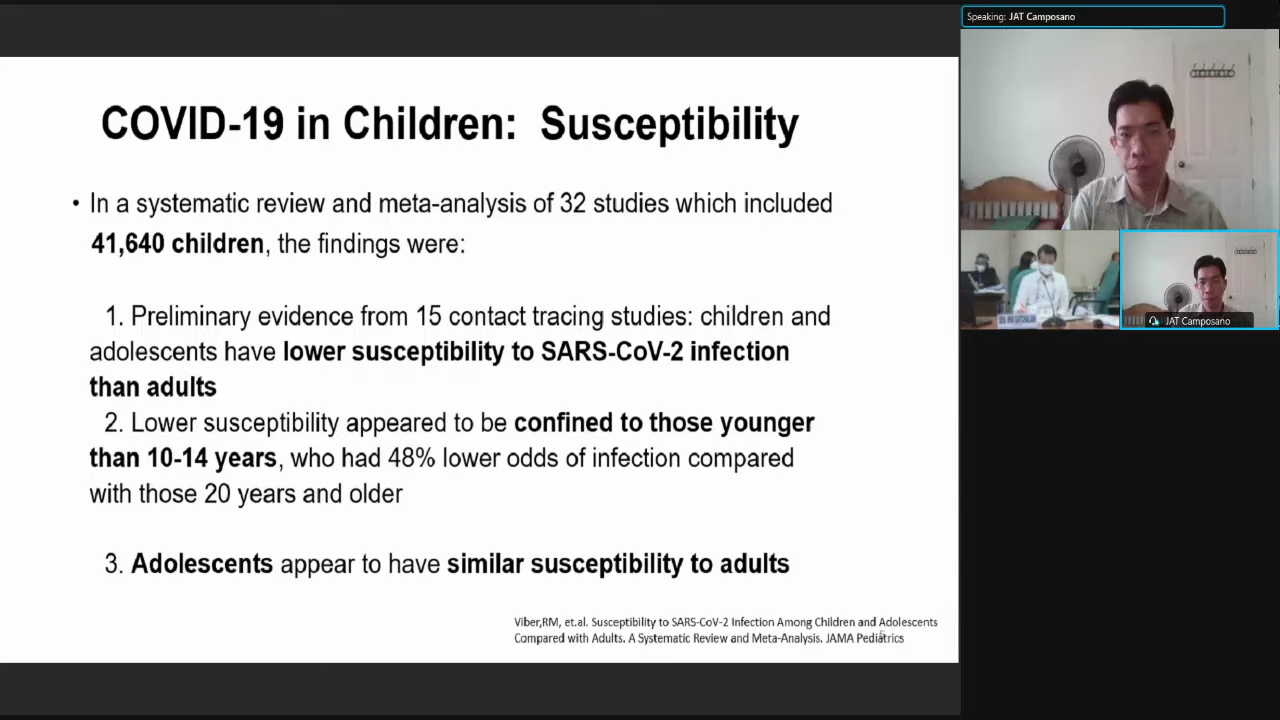 Speaking: JAT Camposano
COVID-19 in Children: Susceptibility
• In a systematic review and meta-analysis of 32 studies which included
41,640 children, the findings were:
1. Preliminary evidence from 15 contact tracing studies: children and
adolescents have lower susceptibility to SARS-CoV-2 infection
than adults
2. Lower susceptibility appeared to be confined to those younger
than 10-14 years, who had 48% lower odds of infection compared
with those 20 years and older
3. Adolescents appear to have similar susceptibility to adults
Viber,RM, et.al. Susceptibility to SARS-CoV-2 Infection Among Children and Adolescents
Compared with Adults. A Systematic Review and Meta-Analysis. JAMA Pediatrics
JAT Camposano